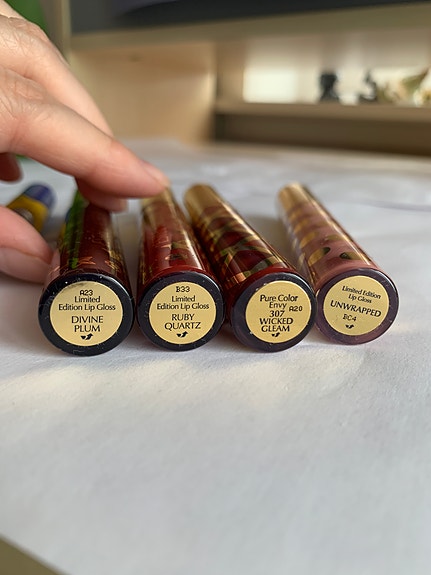 A23
Limited
Edition Lip Gloss
DIVINE
PLUM
B33
Limited
Edition Lip Gloss
RUBY
QUARTZ
Pure Color
Envy A20
307
WICKED
GLEAM
Limited Edition
Lip Gloss
UNWRAPPED
BC4